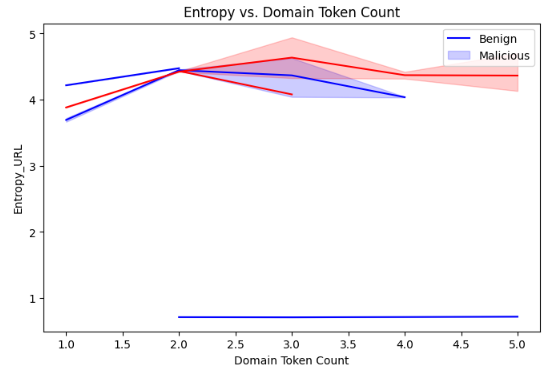 Entropy vs. Domain Token Count
Benign
Malicious
Entropy_URL
5
4
3
2
1
1.0 1.5 2.0 2.5 3.0 3.5 4.0 4.5 5.0
Domain Token Count